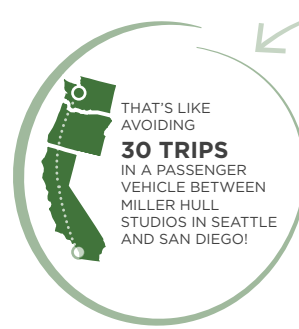 THAT'S LIKE
AVOIDING
30 TRIPS
IN A PASSENGER
VEHICLE BETWEEN
MILLER HULL
STUDIOS IN SEATTLE
AND SAN DIEGO!